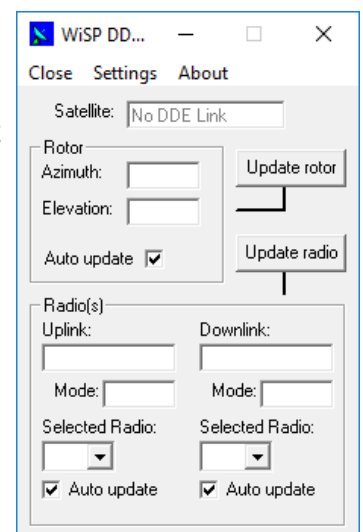 WiSP DD...
Close Settings About
Satellite: No DDE Link
Rotor
Azimuth:
Update rotor
Elevation:
Auto update
Update radio
Radio(s)
Uplink: Downlink:
Mode: Mode:
Selected Radio: Selected Radio:
Auto update Auto update